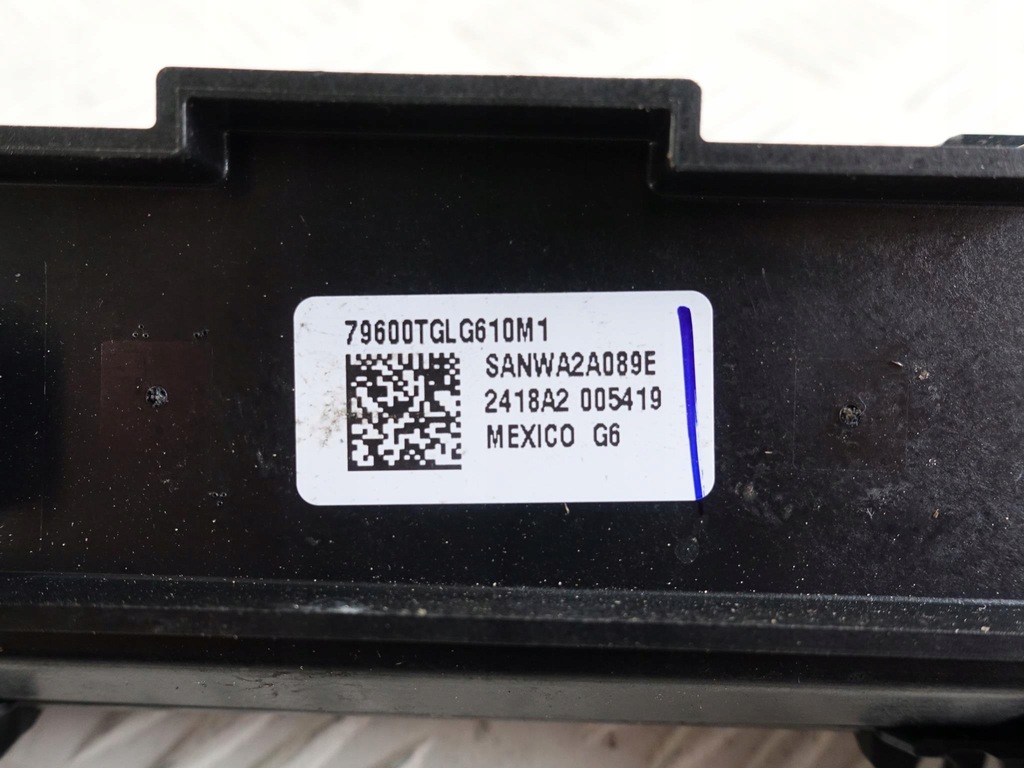 79600TGLG610M1
SANWA2A089E
2418A2 005419
MEXICO G6